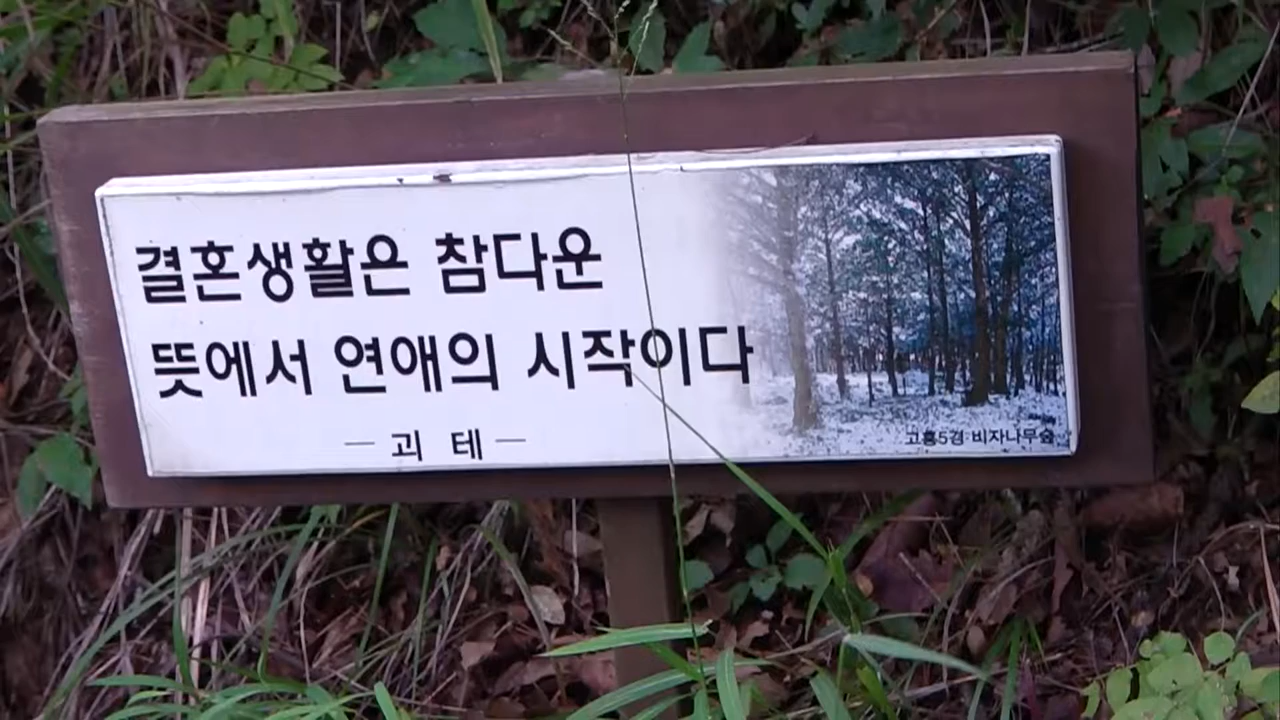 결혼생활은 참다운
뜻에서 연애의 시작이다
— 괴 테 —
고흥5경 비자나무숲